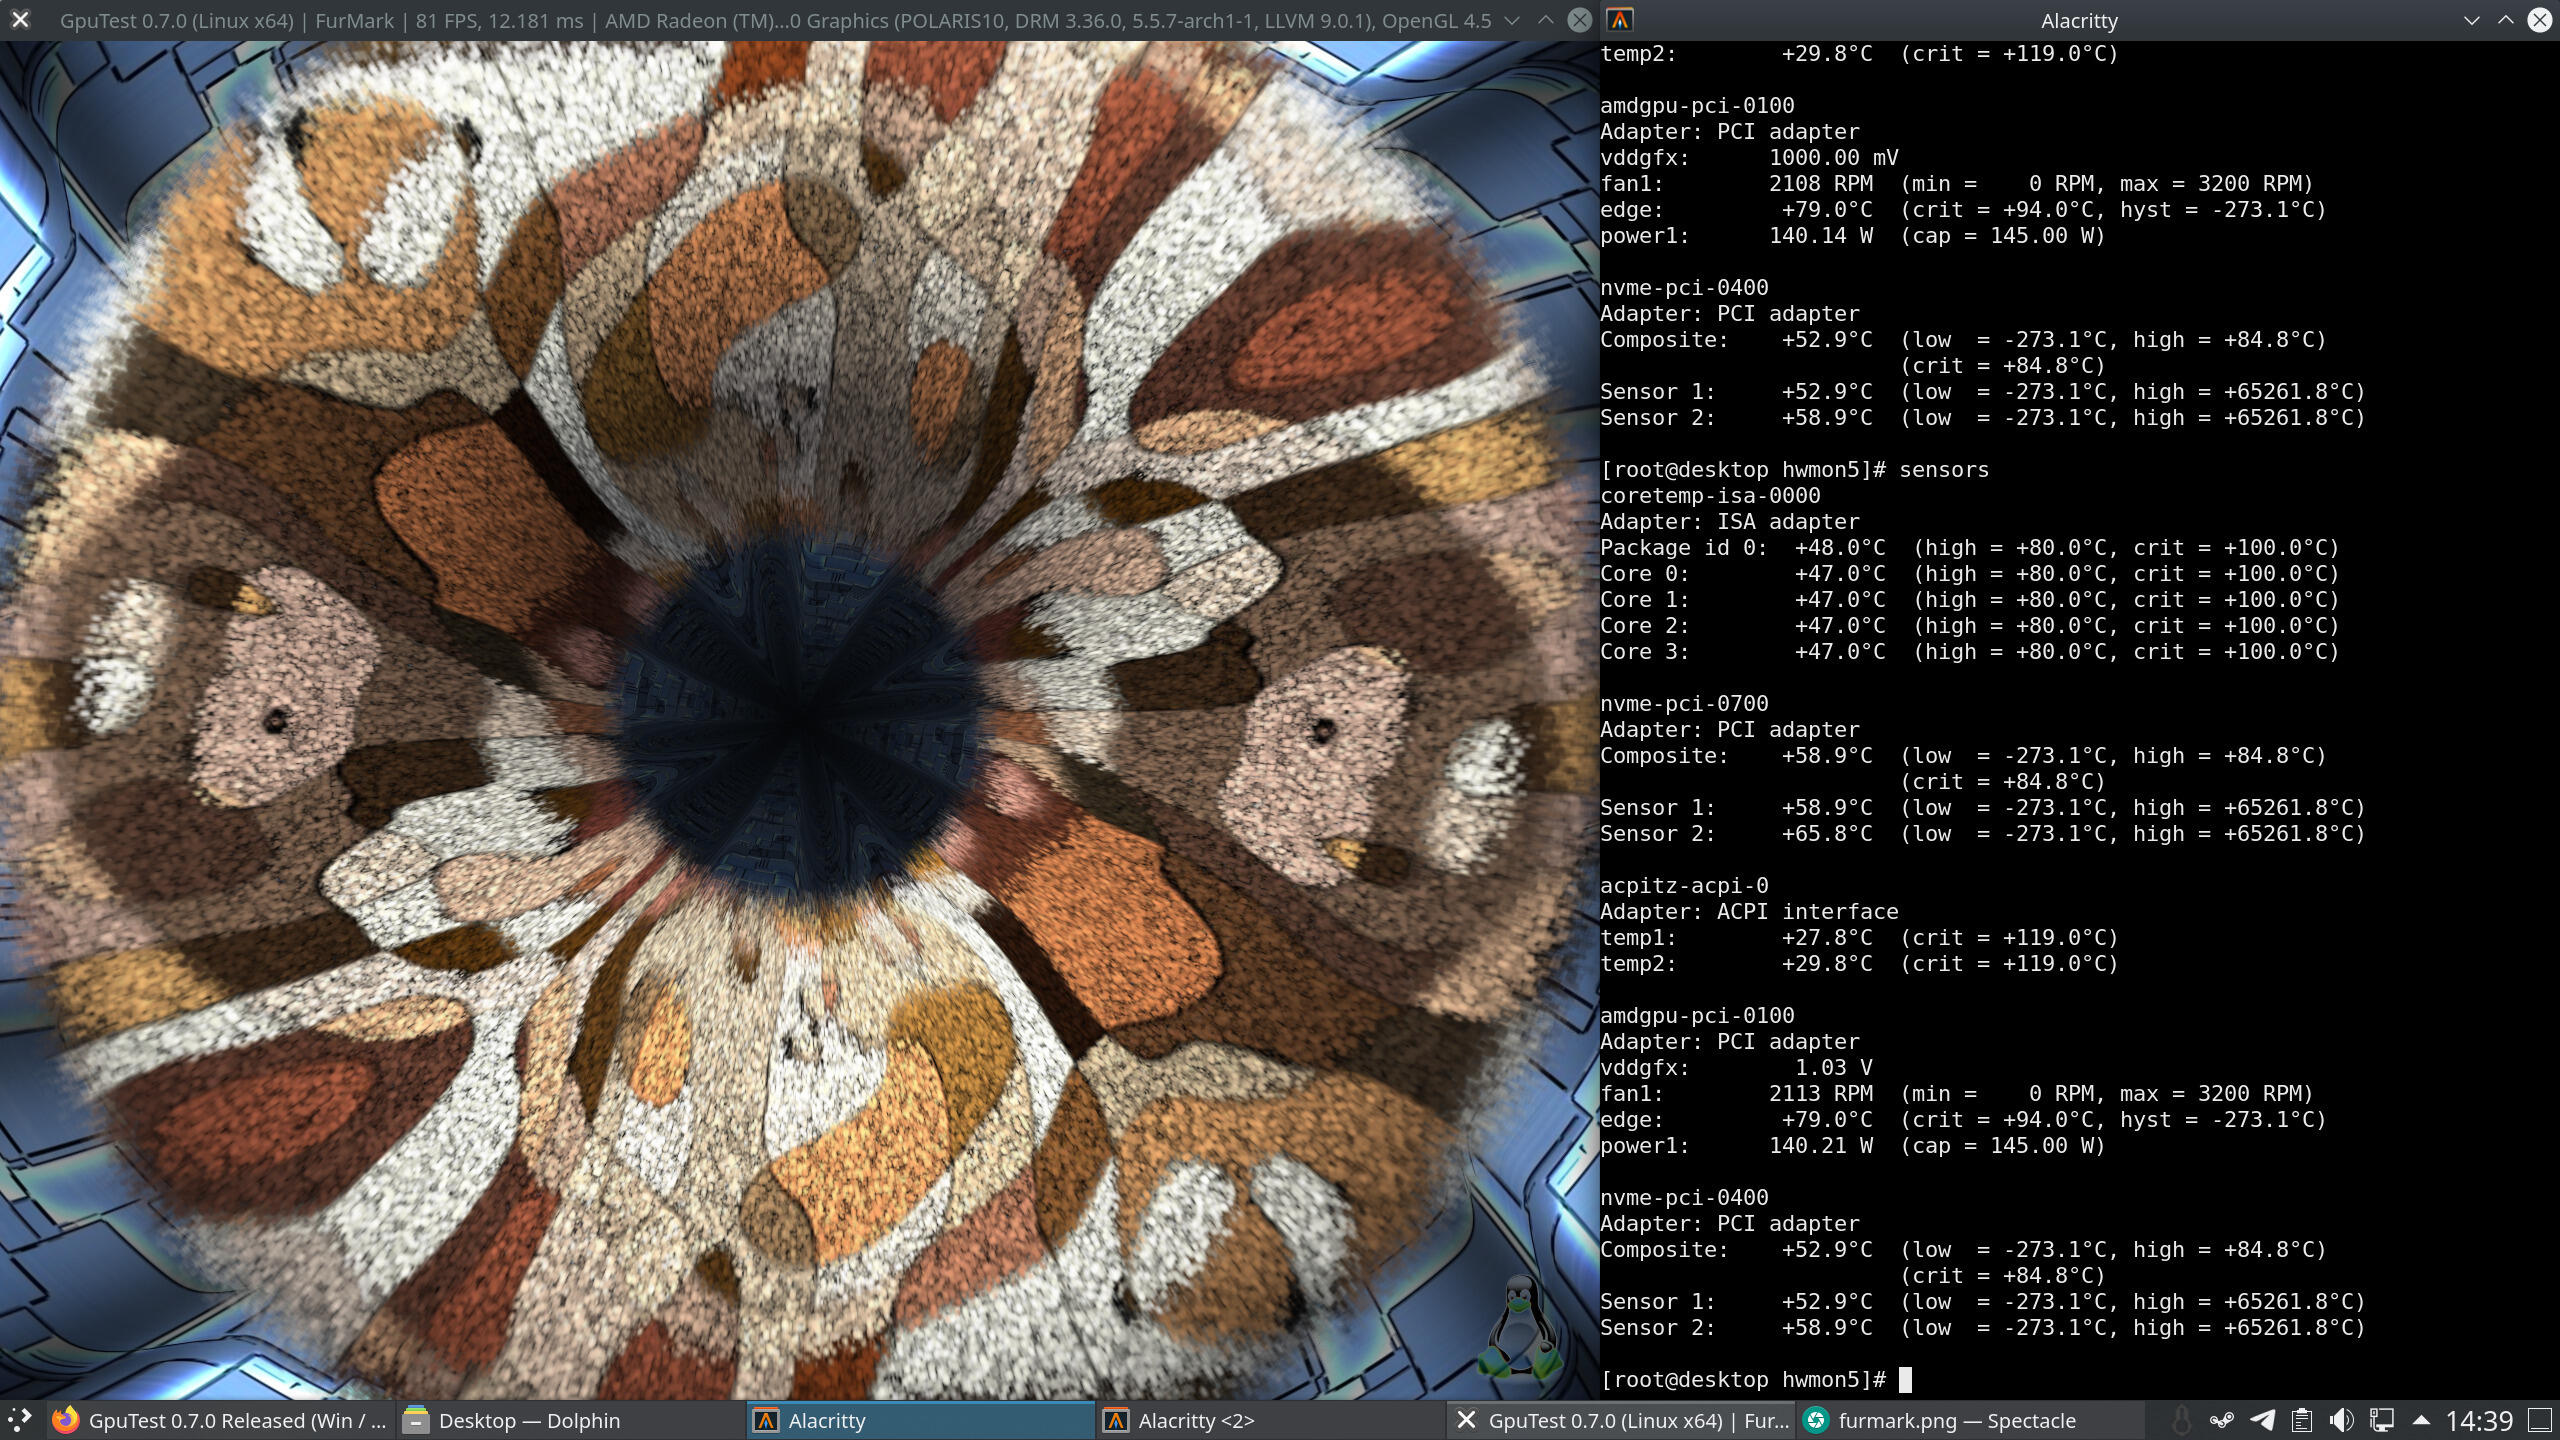 GpuTest 0.7.0 (Linux x64) | FurMark | 81 FPS, 12.181 ms | AMD Radeon (TM)...0 Graphics (POLARIS10, DRM 3.36.0, 5.5.7-arch1-1, LLVM 9.0.1), OpenGL 4.5
Alacritty
temp2: +29.8°C (crit = +119.0°C)
amdgpu-pci-0100
Adapter: PCI adapter
vddgfx: 1000.00 mV
fan1: 2108 RPM (min = 0 RPM, max = 3200 RPM)
edge: +79.0°C (crit = +94.0°C, hyst = -273.1°C)
power1: 140.14 W (cap = 145.00 W)
nvme-pci-0400
Adapter: PCI adapter
Composite: +52.9°C (low = -273.1°C, high = +84.8°C)
(crit = +84.8°C)
Sensor 1: +52.9°C (low = -273.1°C, high = +65261.8°C)
Sensor 2: +58.9°C (low = -273.1°C, high = +65261.8°C)
[root@desktop hwmon5]# sensors
coretemp-isa-0000
Adapter: ISA adapter
Package id 0: +48.0°C (high = +80.0°C, crit = +100.0°C)
Core 0: +47.0°C (high = +80.0°C, crit = +100.0°C)
Core 1: +47.0°C (high = +80.0°C, crit = +100.0°C)
Core 2: +47.0°C (high = +80.0°C, crit = +100.0°C)
Core 3: +47.0°C (high = +80.0°C, crit = +100.0°C)
nvme-pci-0700
Adapter: PCI adapter
Composite: +58.9°C (low = -273.1°C, high = +84.8°C)
(crit = +84.8°C)
Sensor 1: +58.9°C (low = -273.1°C, high = +65261.8°C)
Sensor 2: +65.8°C (low = -273.1°C, high = +65261.8°C)
acpitz-acpi-0
Adapter: ACPI interface
temp1: +27.8°C (crit = +119.0°C)
temp2: +29.8°C (crit = +119.0°C)
amdgpu-pci-0100
Adapter: PCI adapter
vddgfx: 1.03 V
fan1: 2113 RPM (min = 0 RPM, max = 3200 RPM)
edge: +79.0°C (crit = +94.0°C, hyst = -273.1°C)
power1: 140.21 W (cap = 145.00 W)
nvme-pci-0400
Adapter: PCI adapter
Composite: +52.9°C (low = -273.1°C, high = +84.8°C)
(crit = +84.8°C)
Sensor 1: +52.9°C (low = -273.1°C, high = +65261.8°C)
Sensor 2: +58.9°C (low = -273.1°C, high = +65261.8°C)
[root@desktop hwmon5]#
GpuTest 0.7.0 Released (Win / ...
Desktop — Dolphin
Alacritty
Alacritty <2>
GpuTest 0.7.0 (Linux x64) | Fur...
furmark.png — Spectacle
14:39